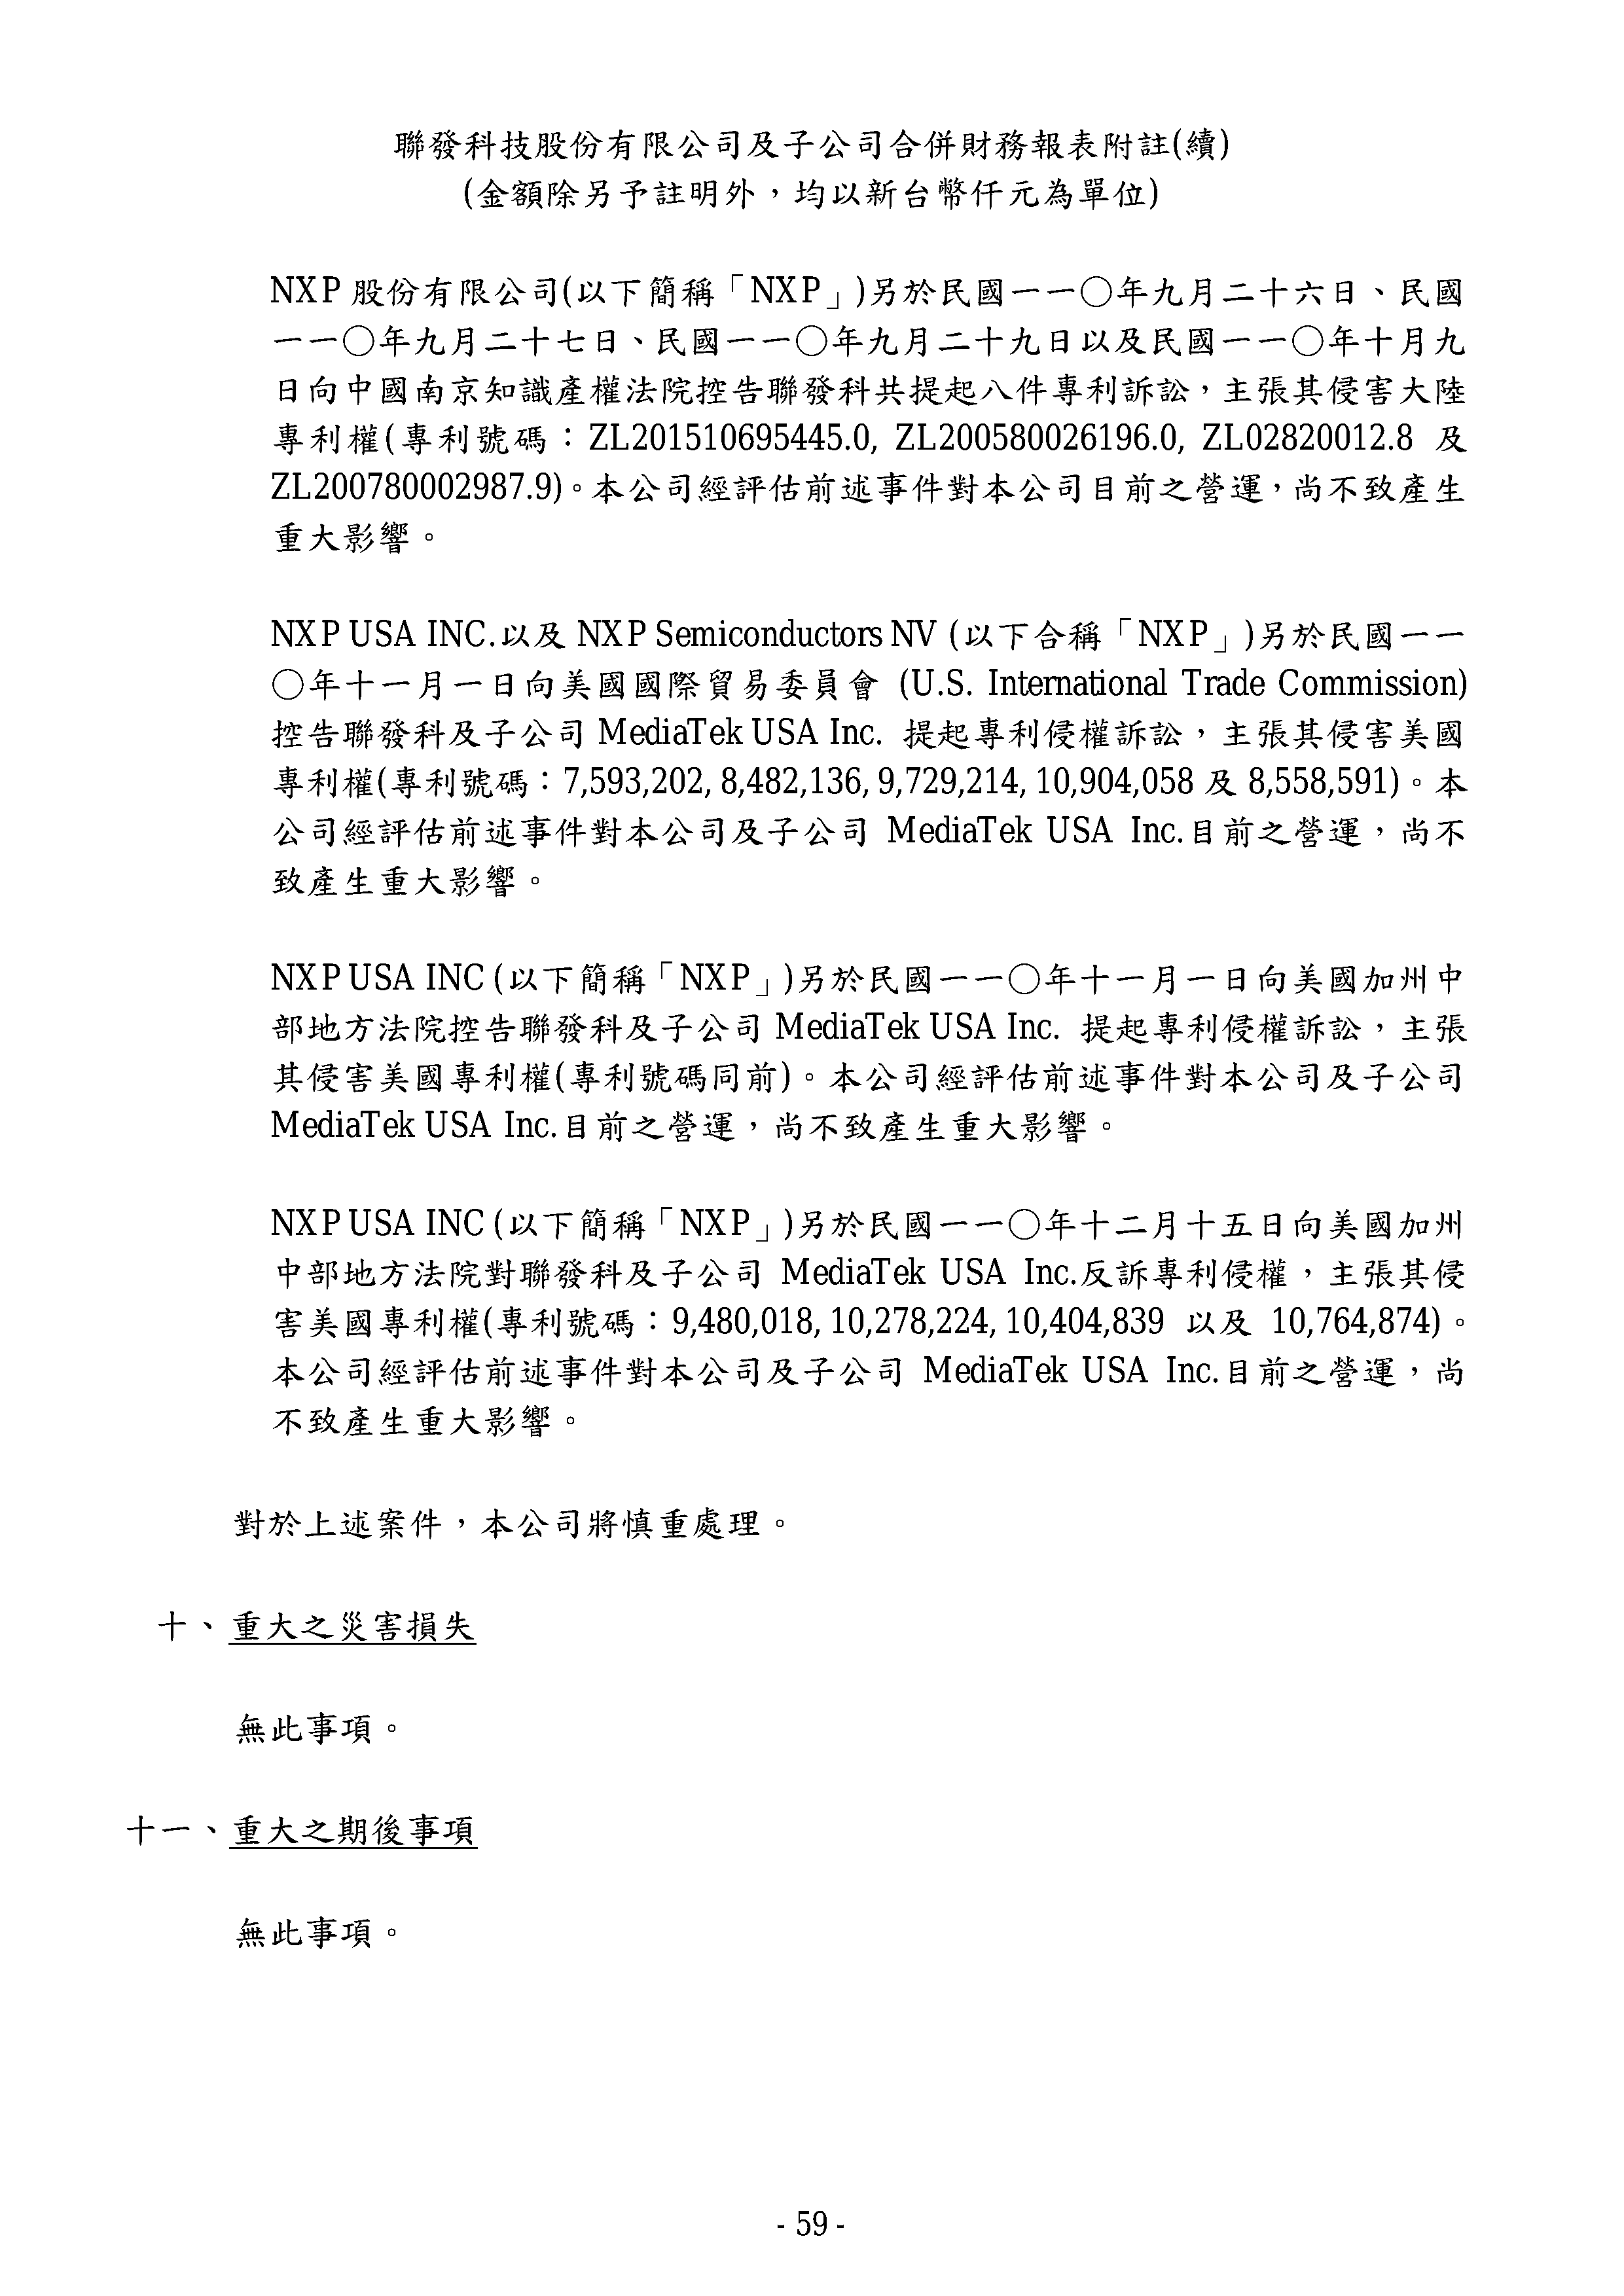 聯發科技股份有限公司及子公司合併財務報表附註(續)
(金額除另予註明外，均以新台幣仟元為單位)
NXP 股份有限公司(以下簡稱「NXP」)另於民國一一○年九月二十六日、民國
一一○年九月二十七日、民國一一○年九月二十九日以及民國一一○年十月九
日向中國南京知識產權法院控告聯發科共提起八件專利訴訟，主張其侵害大陸
專利權(專利號碼：ZL201510695445.0, ZL200580026196.0, ZL02820012.8 及
ZL200780002987.9)。本公司經評估前述事件對本公司目前之營運，尚不致產生
重大影響。
NXP USA INC.以及 NXP Semiconductors NV (以下合稱「NXP」)另於民國一一
○年十一月一日向美國國際貿易委員會 (U.S. International Trade Commission)
控告聯發科及子公司 MediaTek USA Inc. 提起專利侵權訴訟，主張其侵害美國
專利權(專利號碼：7,593,202, 8,482,136, 9,729,214, 10,904,058 及 8,558,591)。本
公司經評估前述事件對本公司及子公司 MediaTek USA Inc.目前之營運，尚不
致產生重大影響。
NXP USA INC (以下簡稱「NXP」)另於民國一一○年十一月一日向美國加州中
部地方法院控告聯發科及子公司 MediaTek USA Inc. 提起專利侵權訴訟，主張
其侵害美國專利權(專利號碼同前)。本公司經評估前述事件對本公司及子公司
MediaTek USA Inc.目前之營運，尚不致產生重大影響。
NXP USA INC (以下簡稱「NXP」)另於民國一一○年十二月十五日向美國加州
中部地方法院對聯發科及子公司 MediaTek USA Inc.反訴專利侵權，主張其侵
害美國專利權(專利號碼：9,480,018, 10,278,224, 10,404,839 以及 10,764,874)。
本公司經評估前述事件對本公司及子公司 MediaTek USA Inc.目前之營運，尚
不致產生重大影響。
對於上述案件，本公司將慎重處理。
十、重大之災害損失
無此事項。
十一、重大之期後事項
無此事項。
- 59 -